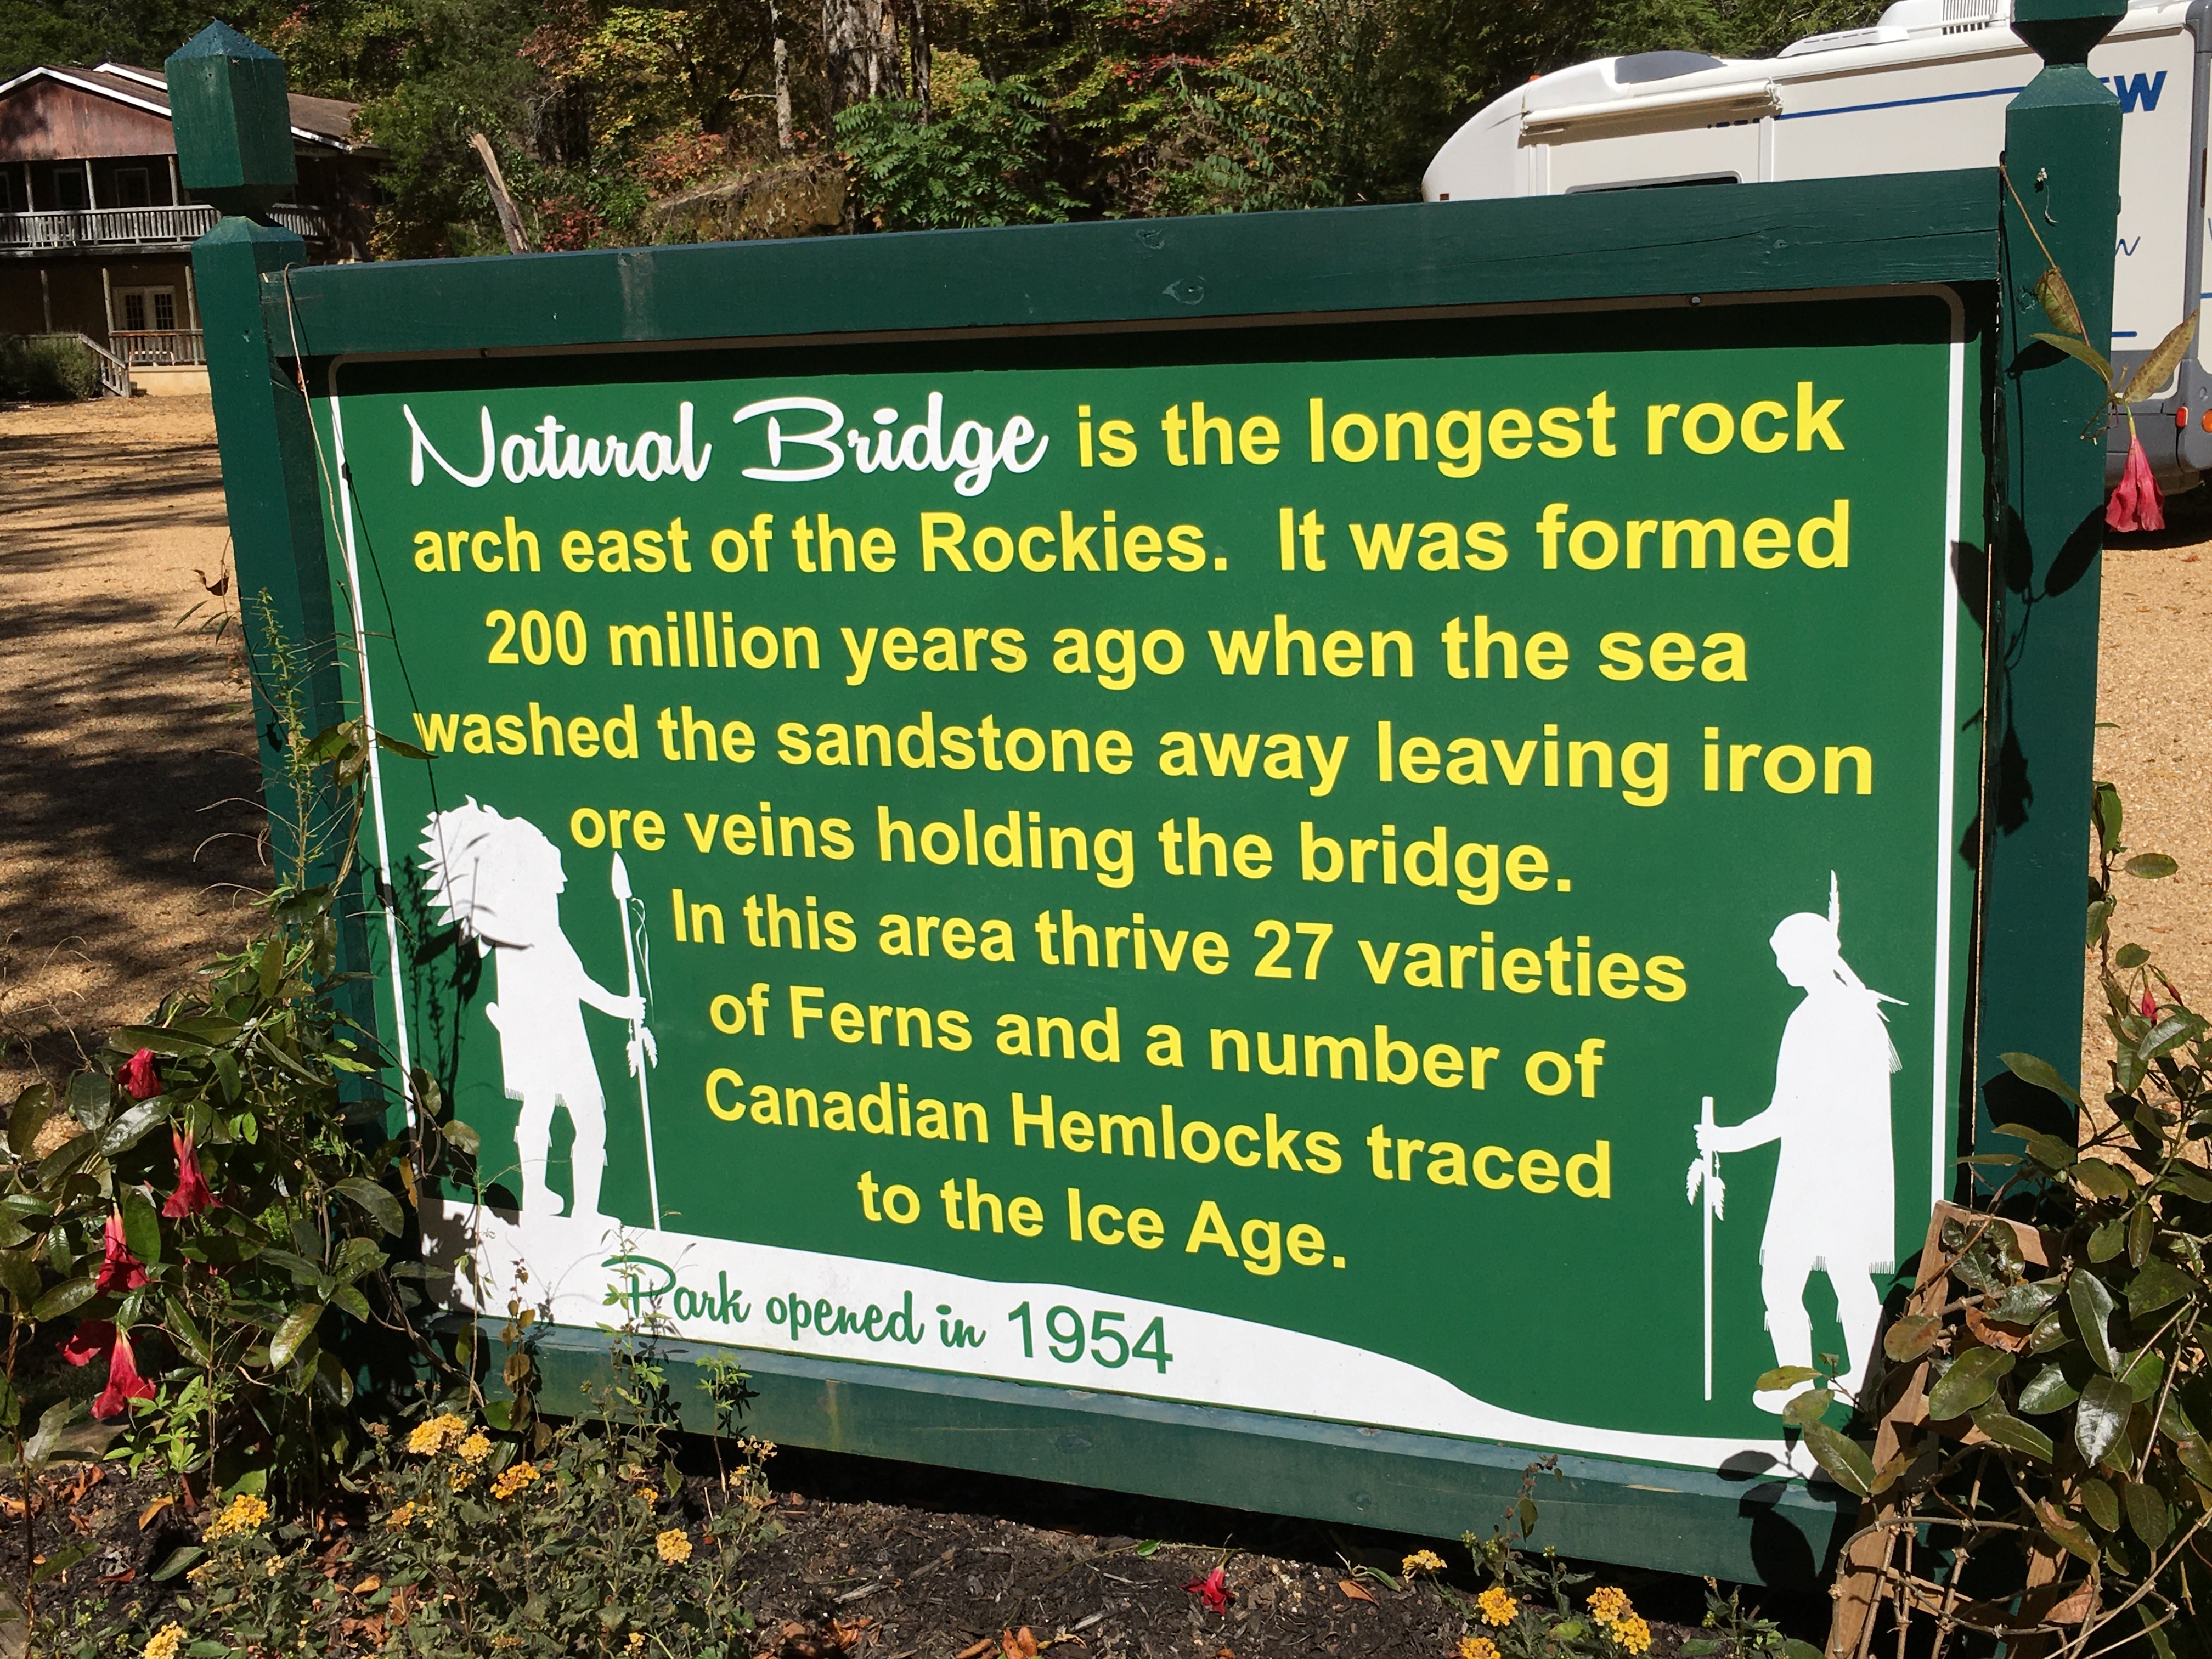 Natural Bridge is the longest rock
arch east of the Rockies. It was formed
200 million years ago when the sea
washed the sandstone away leaving iron
ore veins holding the bridge.
In this area thrive 27 varieties
of Ferns and a number of
Canadian Hemlocks traced
to the Ice Age.
Park opened in 1954